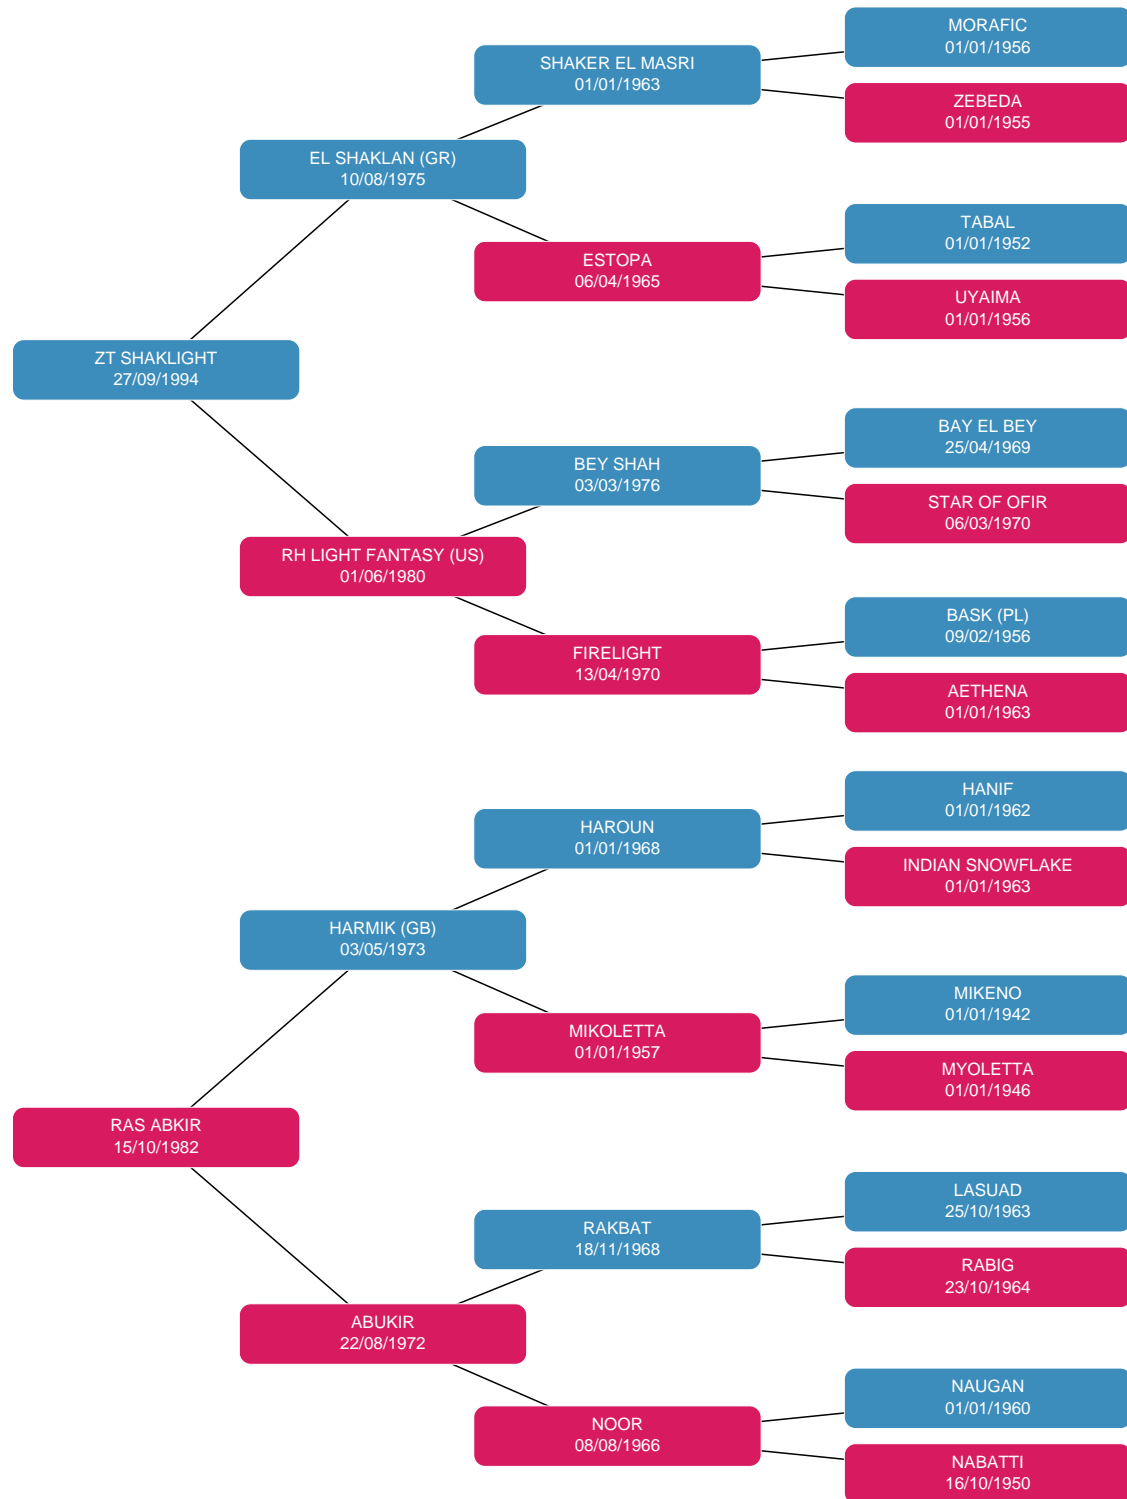 MORAFIC
01/01/1956
SHAKER EL MASRI
01/01/1963
ZEBEDA
01/01/1955
EL SHAKLAN (GR)
10/08/1975
TABAL
01/01/1952
ESTOPA
06/04/1965
UYAIMA
01/01/1956
ZT SHAKLIGHT
27/09/1994
BAY EL BEY
25/04/1969
BEY SHAH
03/03/1976
STAR OF OFIR
06/03/1970
RH LIGHT FANTASY (US)
01/06/1980
BASK (PL)
09/02/1956
FIRELIGHT
13/04/1970
AETHENA
01/01/1963
HANIF
01/01/1962
HAROUN
01/01/1968
INDIAN SNOWFLAKE
01/01/1963
HARMIK (GB)
03/05/1973
MIKENO
01/01/1942
MIKOLETTA
01/01/1957
MYOLETTA
01/01/1946
RAS ABKIR
15/10/1982
LASUAD
25/10/1963
RAKBAT
18/11/1968
RABIG
23/10/1964
ABUKIR
22/08/1972
NAUGAN
01/01/1960
NOOR
08/08/1966
NABATTI
16/10/1950